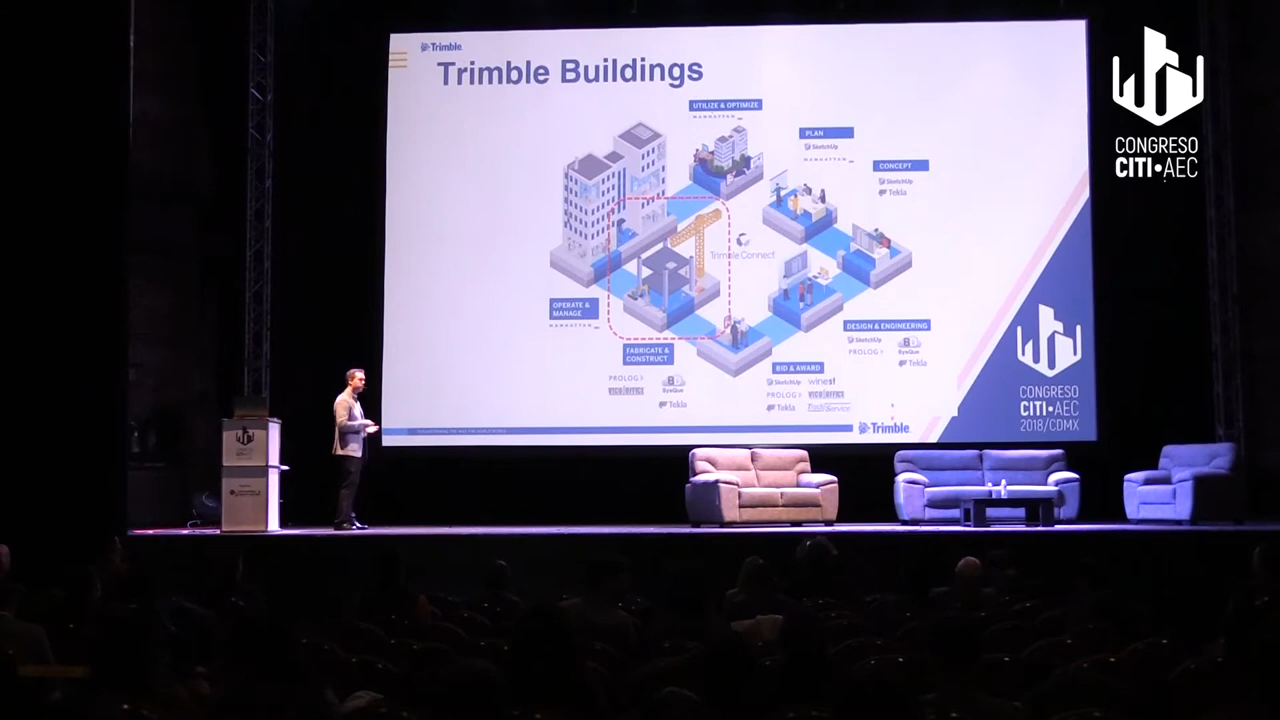 Trimble
Trimble Buildings
UTILIZE & OPTIMIZE
MANHATTAN
PLAN
SketchUp
MANHATTAN
CONCEPT
SketchUp
Tekla
Trimble Connect
OPERATE &
MANAGE
MANHATTAN
FABRICATE &
CONSTRUCT
PROLOG
VICO OFFICE
Tekla
BID & AWARD
SketchUp
winest
PROLOG
VICO OFFICE
Tekla
DESIGN & ENGINEERING
SketchUp
PROLOG
Tekla
Trimble
CONGRESO
CITI•AEC
2018/CDMX
CONGRESO
CITI•AEC